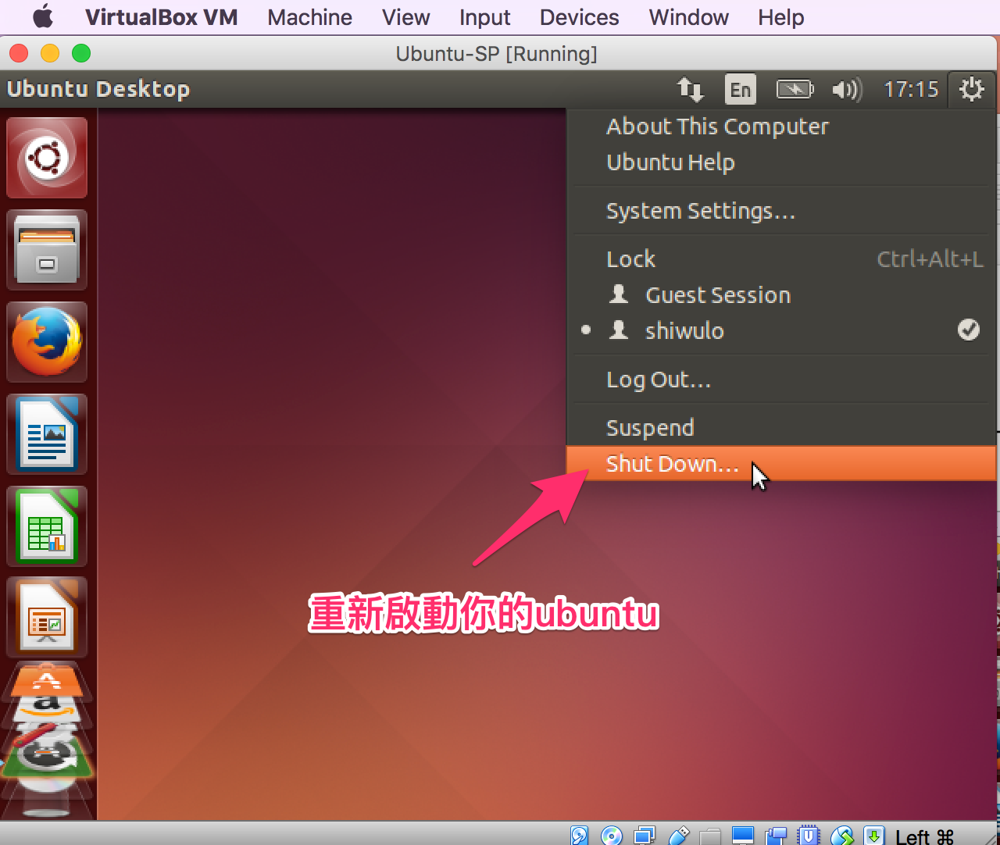 VirtualBox VM Machine View Input Devices Window Help
Ubuntu-SP [Running]
Ubuntu Desktop En 17:15
About This Computer
Ubuntu Help
System Settings...
Lock Ctrl+Alt+L
Guest Session
shiwulo
Log Out...
Suspend
Shut Down...
重新啟動你的ubuntu
Left ⌘